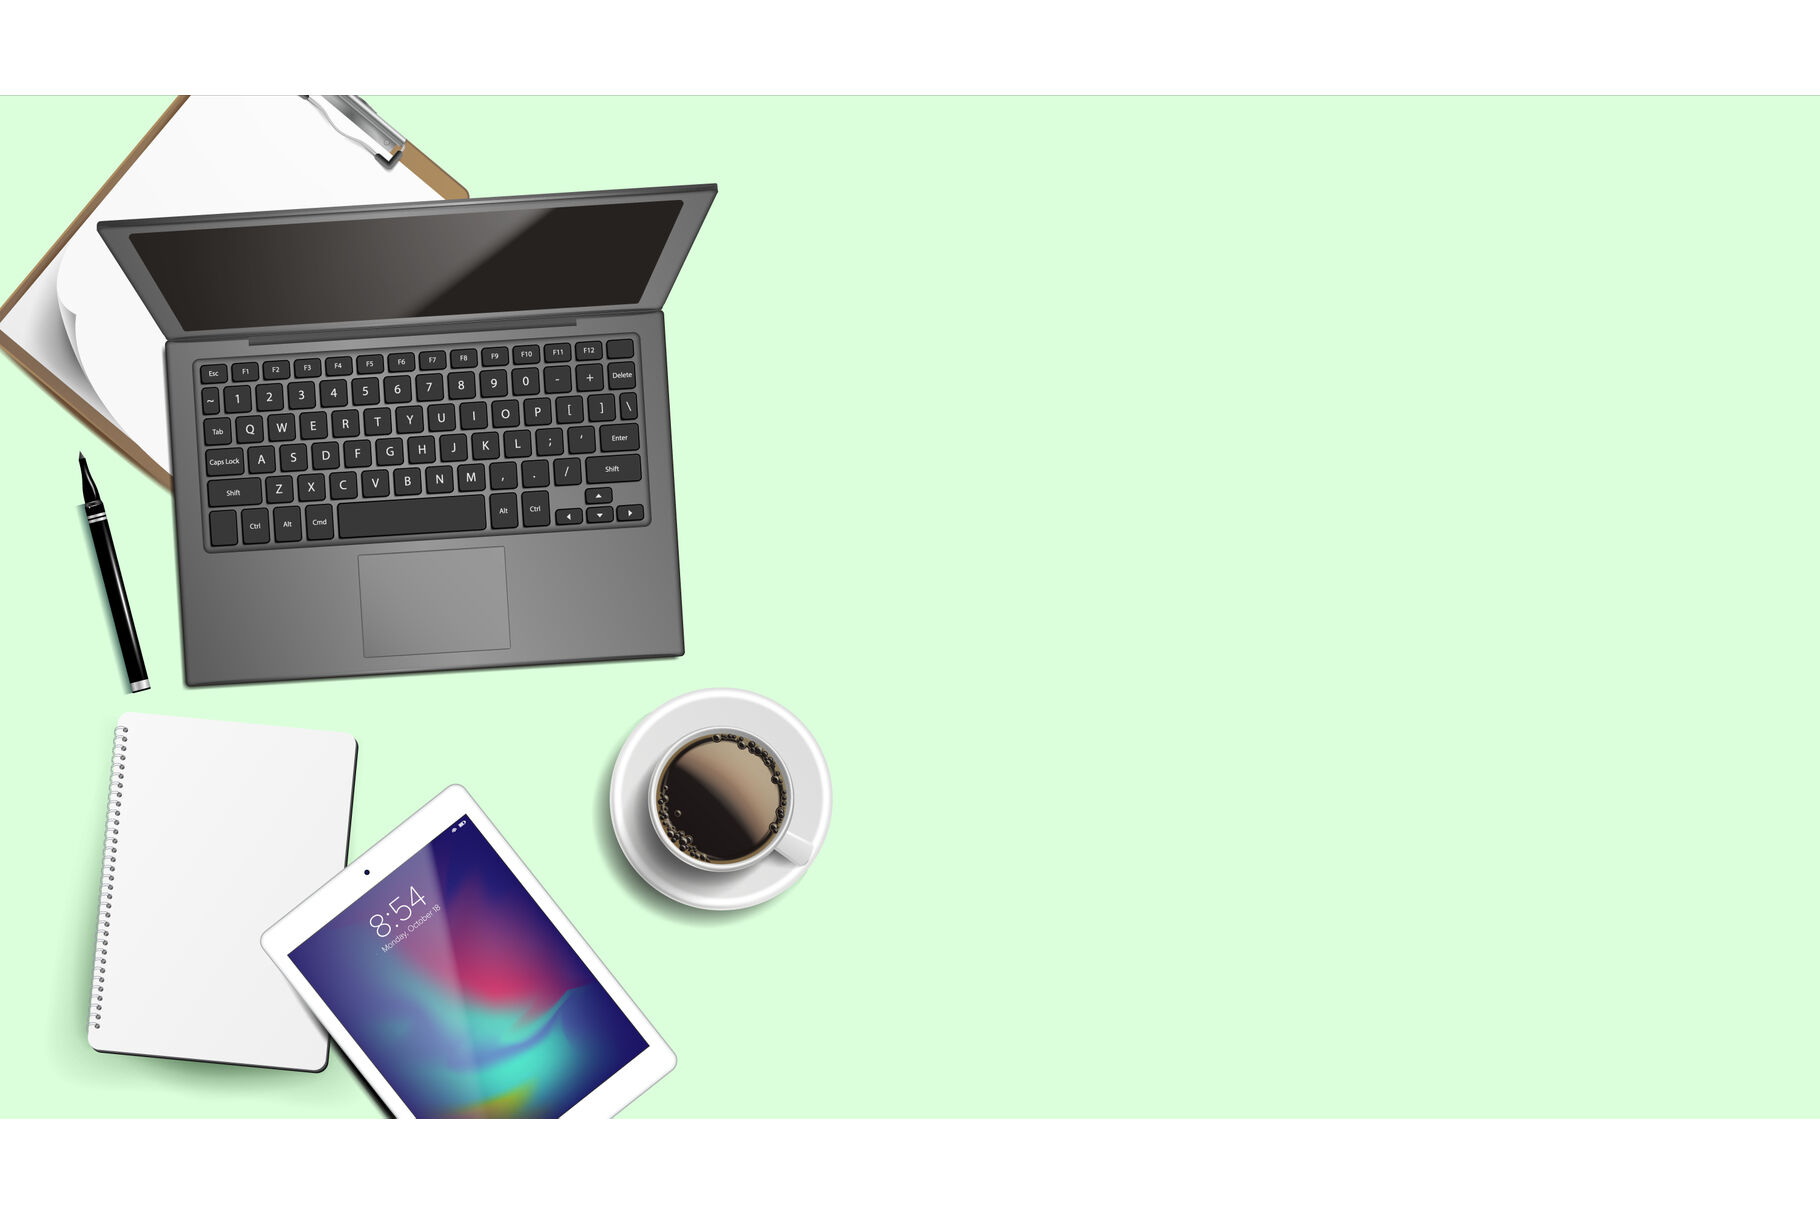 Esc F1 F2 F3 F4 F5 F6 F7 F8 F9 F10 F11 F12
~ 1 2 3 4 5 6 7 8 9 0 - + Delete
Tab Q W E R T Y U I O P [ ] \
Caps Lock A S D F G H J K L ; ' Enter
Shift Z X C V B N M , . / Shift
Ctrl Alt Cmd Alt Ctrl
8:54
Monday, October 18